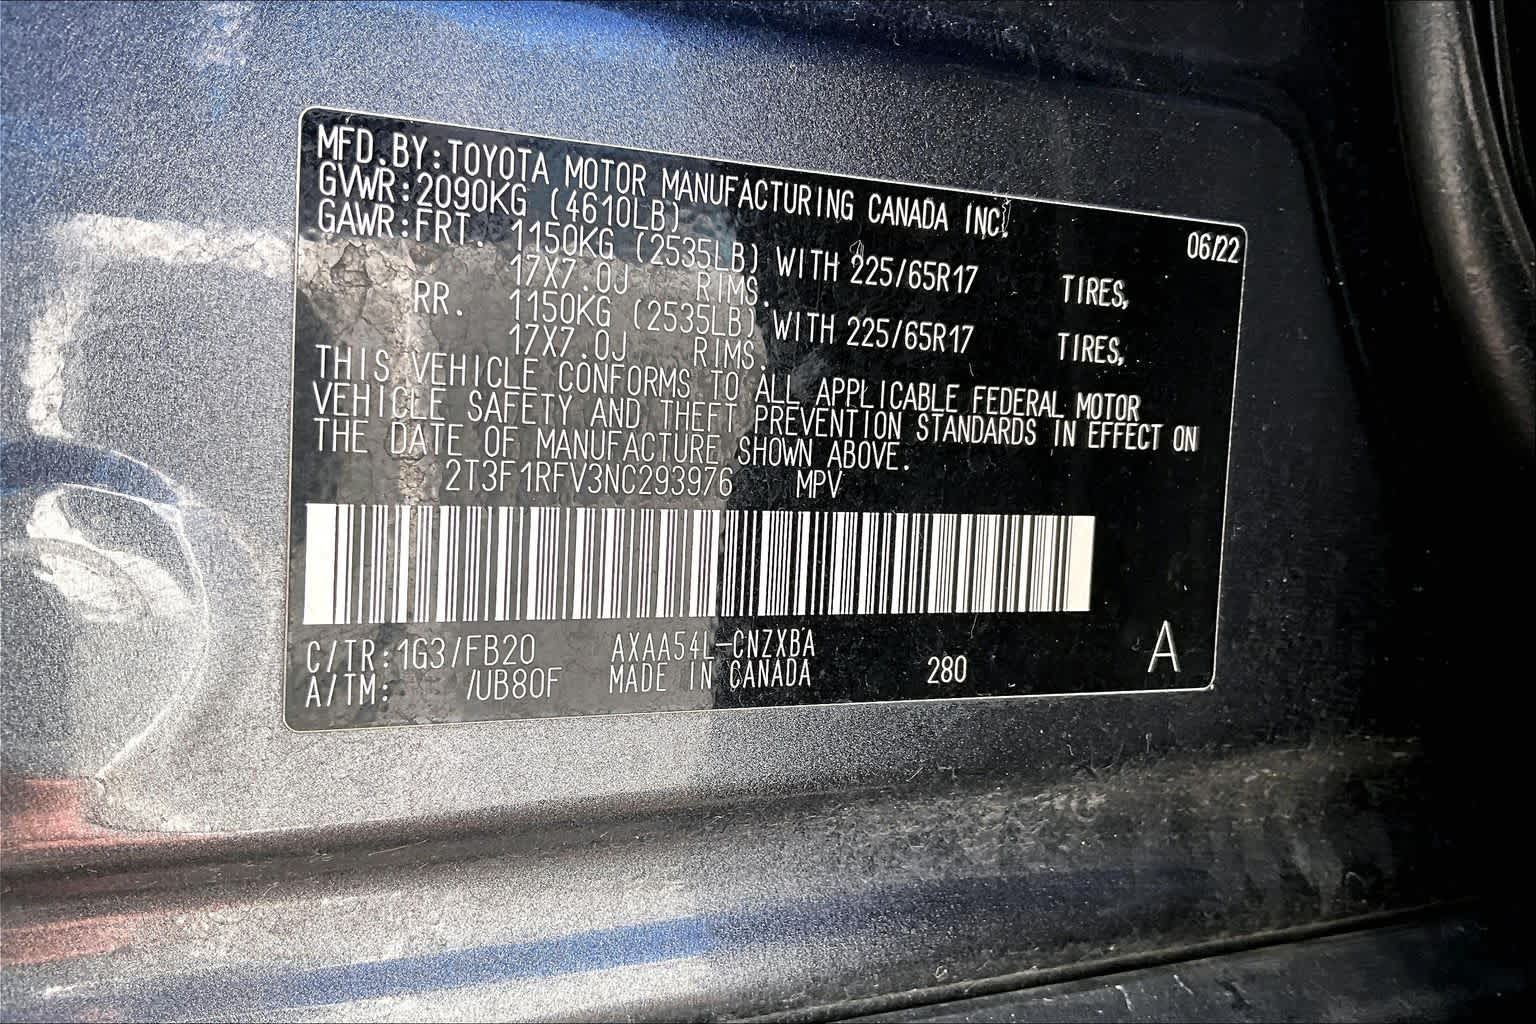 MFD.BY:TOYOTA MOTOR MANUFACTURING CANADA INC.
06/22
GVWR:2090KG (4610LB)
GAWR:FRT. 1150KG (2535LB) WITH 225/65R17 TIRES,
17X7.0J RIMS.
RR. 1150KG (2535LB) WITH 225/65R17 TIRES,
17X7.0J RIMS.
THIS VEHICLE CONFORMS TO ALL APPLICABLE FEDERAL MOTOR
VEHICLE SAFETY AND THEFT PREVENTION STANDARDS IN EFFECT ON
THE DATE OF MANUFACTURE SHOWN ABOVE.
2T3F1RFV3NC293976 MPV
C/TR:1G3/FB20 AXAA54L-CNZXBA
A/TM: /UB80F MADE IN CANADA 280 A